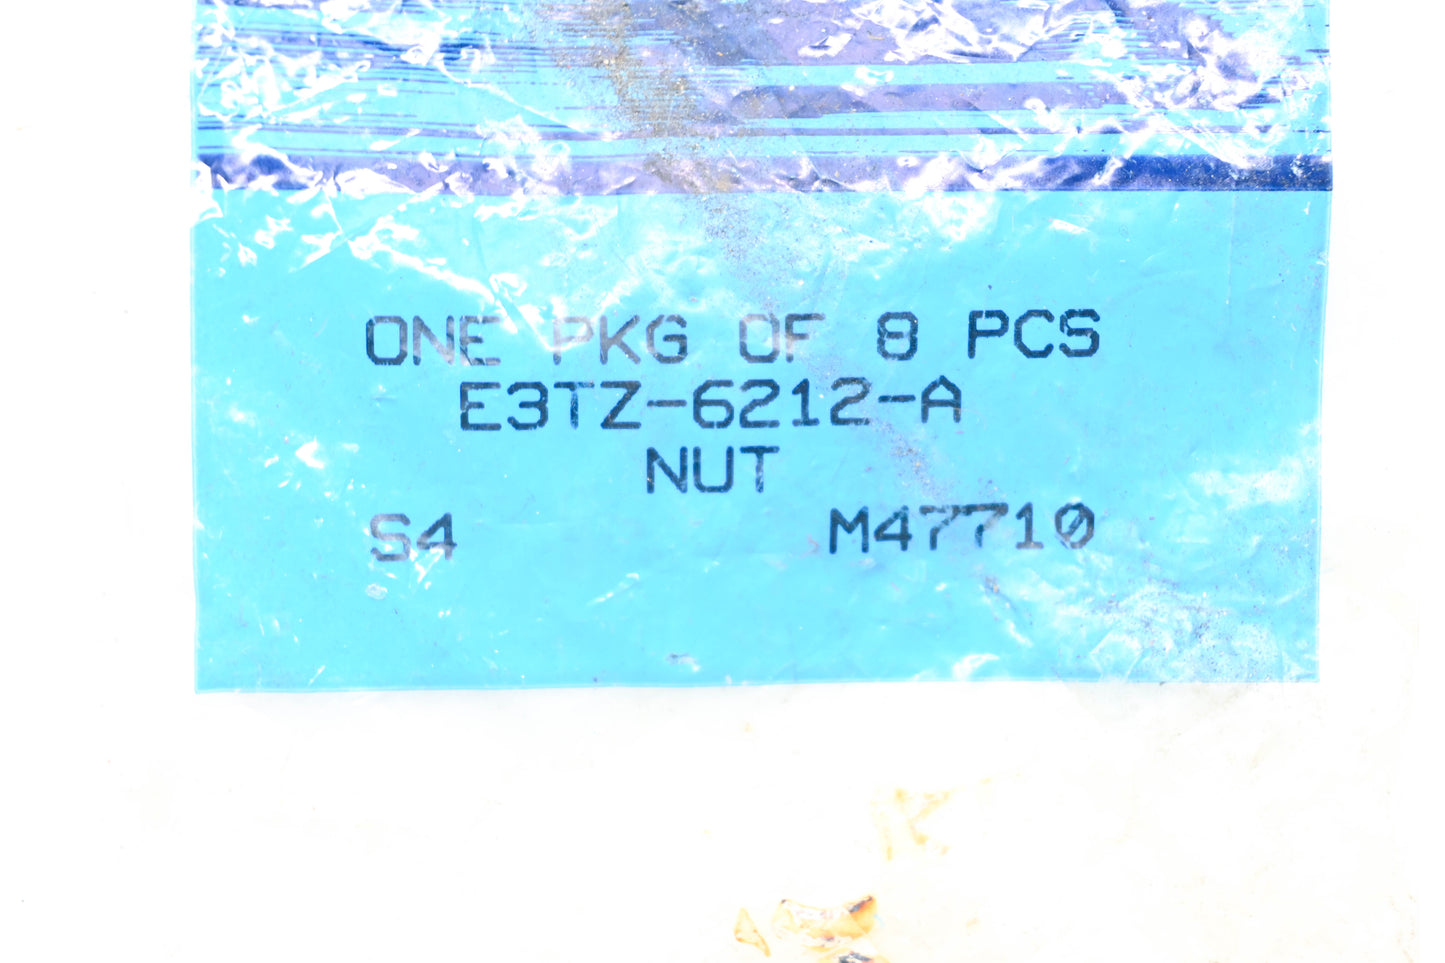 ONE PKG OF 8 PCS
E3TZ-6212-A
NUT
S4 M47710